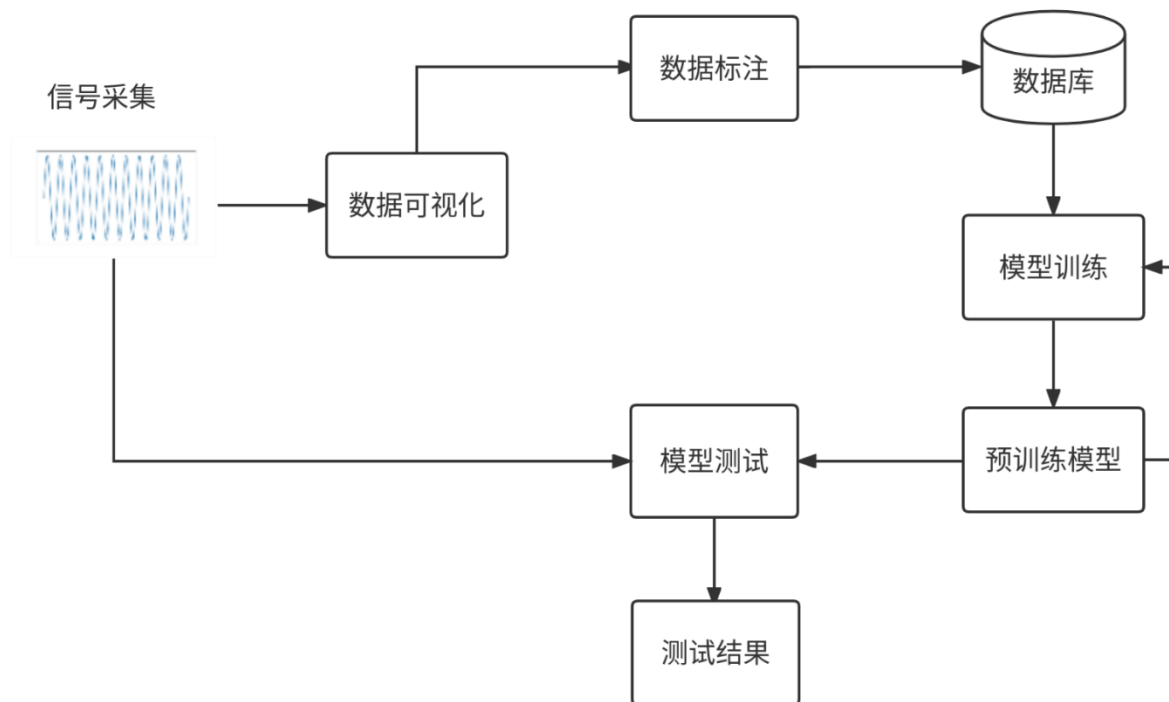 信号采集
数据可视化
数据标注
数据库
模型训练
预训练模型
模型测试
测试结果